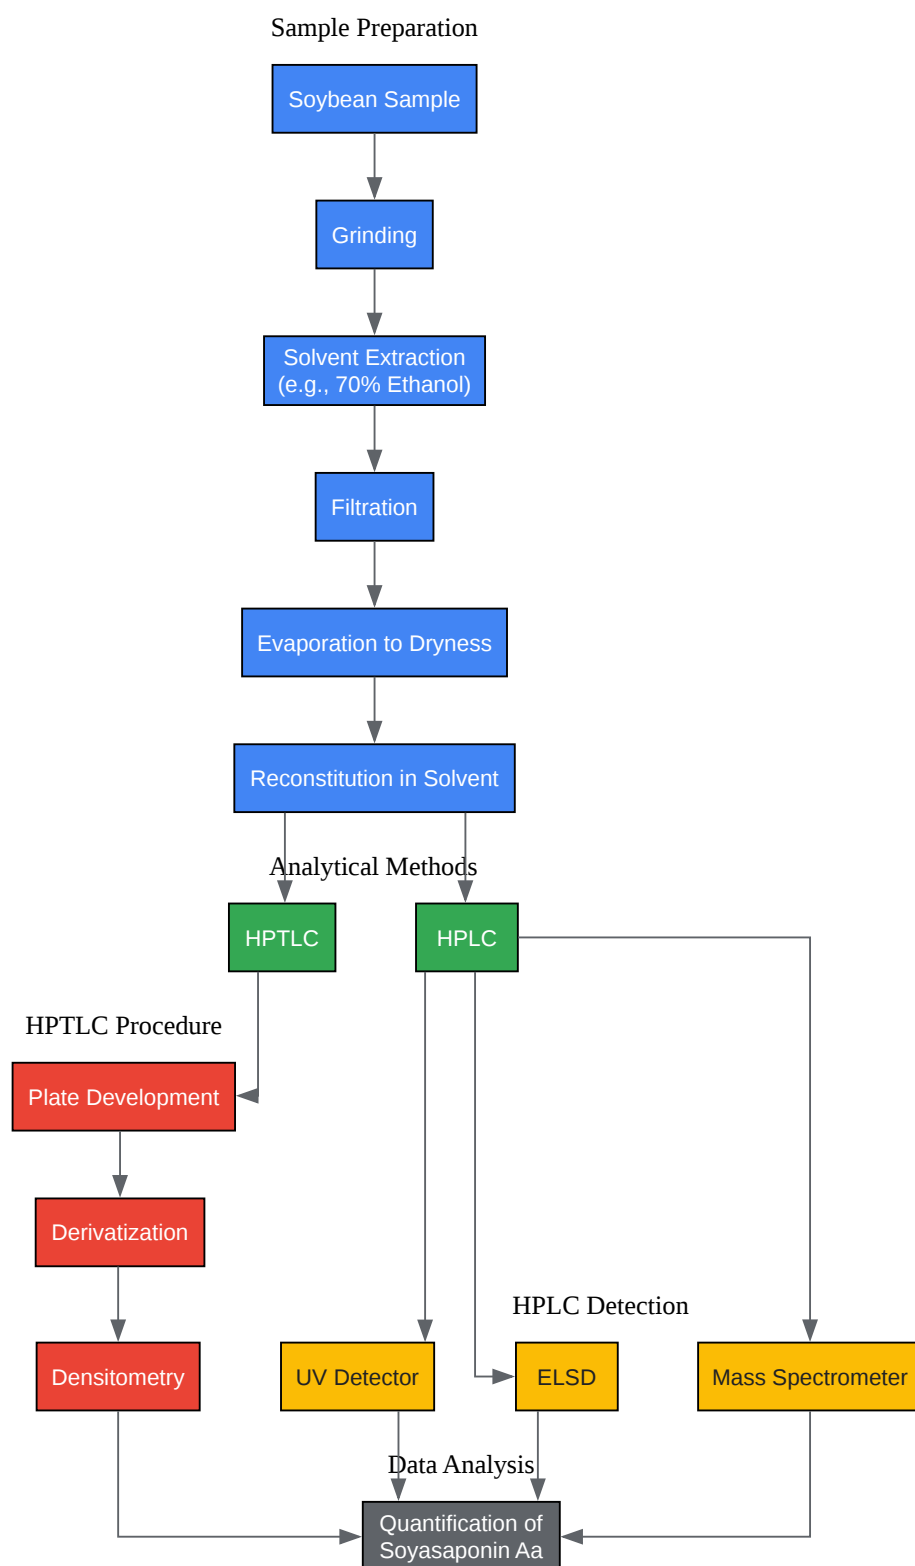 Sample Preparation
Soybean Sample
Grinding
Solvent Extraction
(e.g., 70% Ethanol)
Filtration
Evaporation to Dryness
Reconstitution in Solvent
Analytical Methods
HPTLC
HPLC
HPTLC Procedure
Plate Development
Derivatization
HPLC Detection
Densitometry
UV Detector
ELSD
Mass Spectrometer
Data Analysis
Quantification of
Soyasaponin Aa